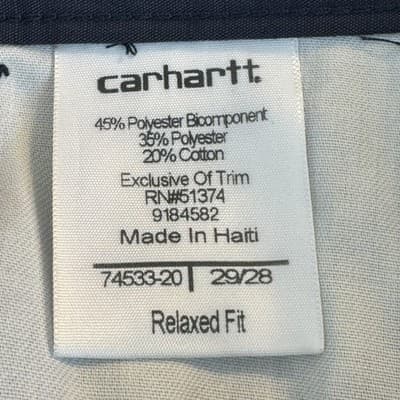 carhartt.
45% Polyester Bicomponent
35% Polyester
20% Cotton
Exclusive Of Trim
RN#51374
9184582
Made In Haiti
74533-20 | 29/28
Relaxed Fit